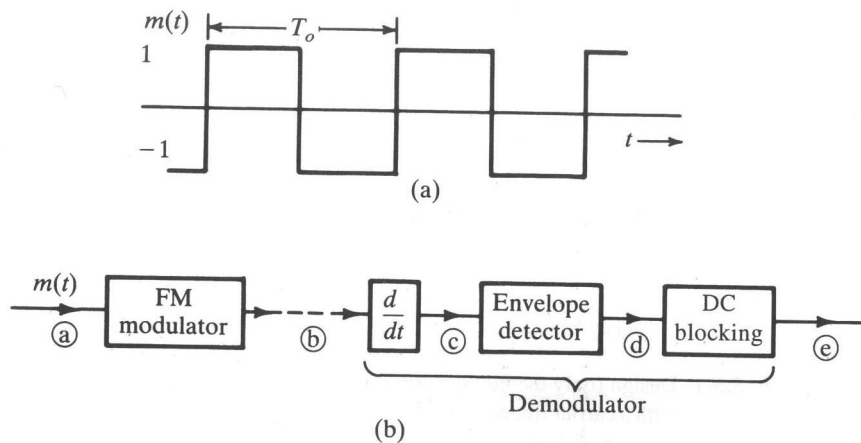 m(t)
T_o
1
-1
t
(a)
m(t)
FM
modulator
d
dt
Envelope
detector
DC
blocking
ⓐ
ⓑ
ⓒ
ⓓ
ⓔ
Demodulator
(b)